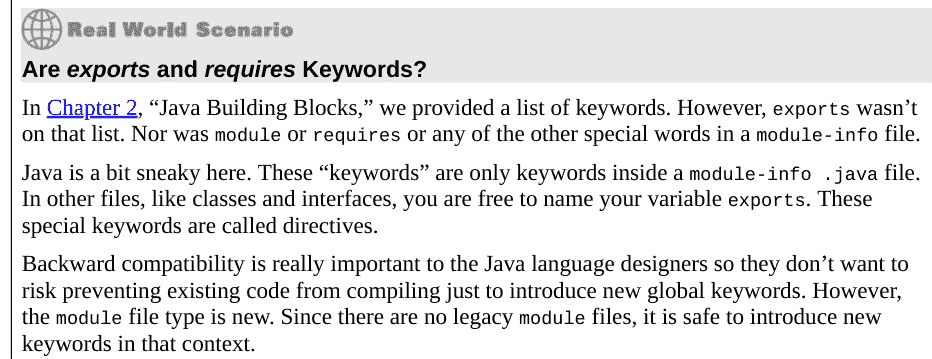 Real World Scenario
Are exports and requires Keywords?
In Chapter 2, “Java Building Blocks,” we provided a list of keywords. However, exports wasn’t
on that list. Nor was module or requires or any of the other special words in a module-info file.
Java is a bit sneaky here. These “keywords” are only keywords inside a module-info .java file.
In other files, like classes and interfaces, you are free to name your variable exports. These
special keywords are called directives.
Backward compatibility is really important to the Java language designers so they don’t want to
risk preventing existing code from compiling just to introduce new global keywords. However,
the module file type is new. Since there are no legacy module files, it is safe to introduce new
keywords in that context.